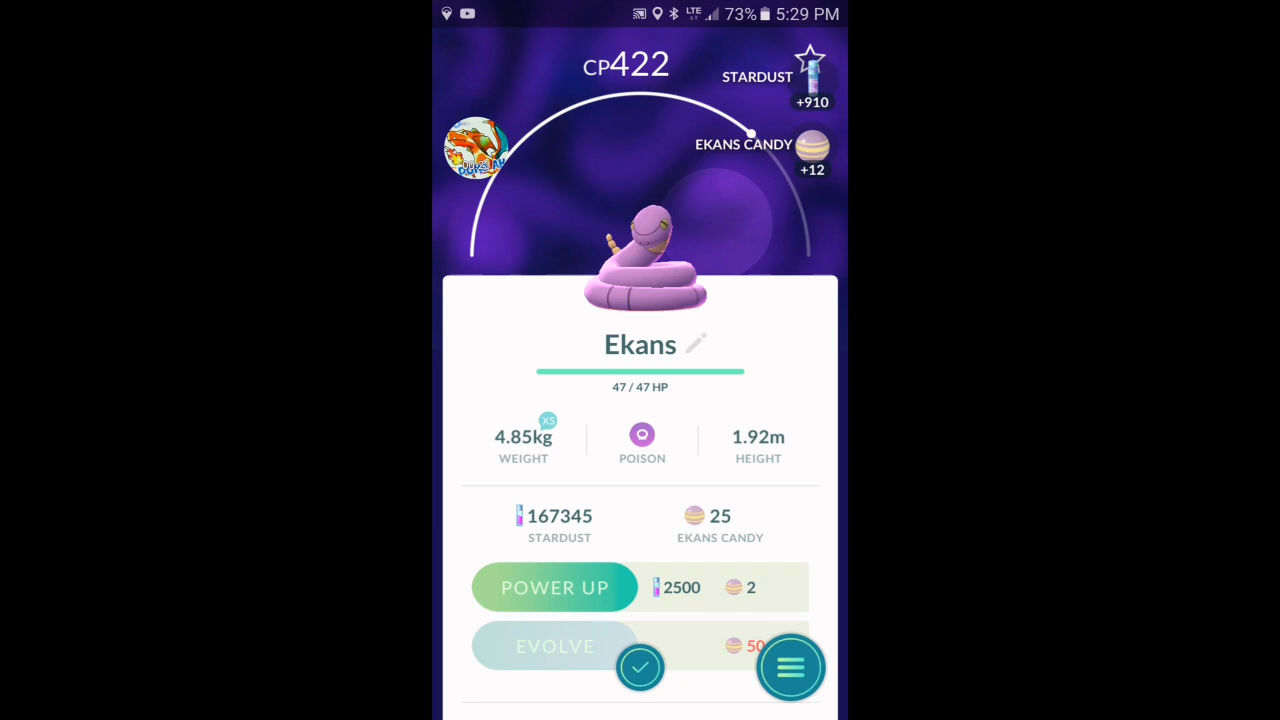 LTE 73% 5:29 PM
CP422
STARDUST
+910
EKANS CANDY
+12
Ekans
47 / 47 HP
XS
4.85kg
WEIGHT
POISON
1.92m
HEIGHT
167345
STARDUST
25
EKANS CANDY
POWER UP 2500 2
EVOLVE 50